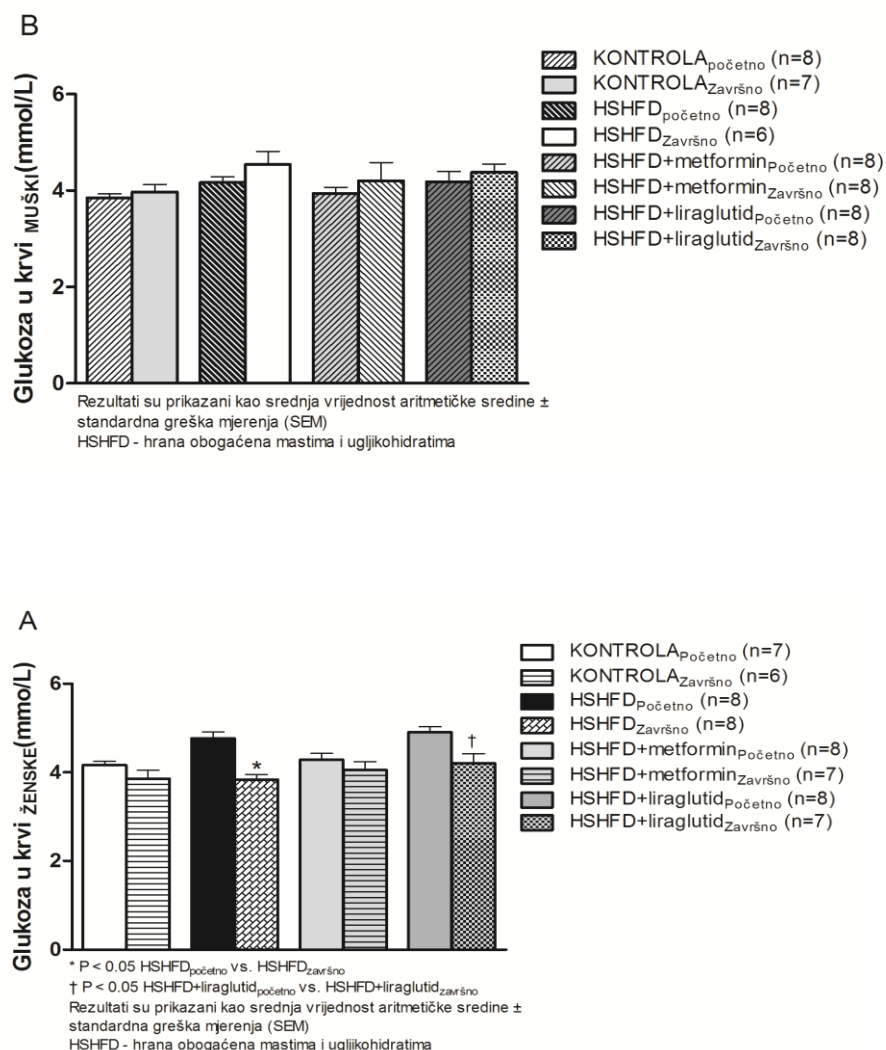 B
Glukoza u krvi MUŠKI(mmol/L)
6
4
2
0
KONTROLApočetno (n=8)
KONTROLAZavršno (n=7)
HSHFDpočetno (n=8)
HSHFDZavršno (n=6)
HSHFD+metforminPočetno (n=8)
HSHFD+metforminZavršno (n=8)
HSHFD+liraglutidPočetno (n=8)
HSHFD+liraglutidZavršno (n=8)
Rezultati su prikazani kao srednja vrijednost aritmetičke sredine ±
standardna greška mjerenja (SEM)
HSHFD - hrana obogaćena mastima i ugljikohidratima
A
Glukoza u krvi ŽENSKE(mmol/L)
6
4
2
0
*
†
KONTROLAPočetno (n=7)
KONTROLAZavršno (n=6)
HSHFDPočetno (n=8)
HSHFDZavršno (n=8)
HSHFD+metforminPočetno (n=8)
HSHFD+metforminZavršno (n=7)
HSHFD+liraglutidPočetno (n=8)
HSHFD+liraglutidZavršno (n=7)
* P < 0.05 HSHFDpočetno vs. HSHFDzavršno
† P < 0.05 HSHFD+liraglutidpočetno vs. HSHFD+liraglutidzavršno
Rezultati su prikazani kao srednja vrijednost aritmetičke sredine ±
standardna greška mjerenja (SEM)
HSHFD - hrana obogaćena mastima i ugljikohidratima